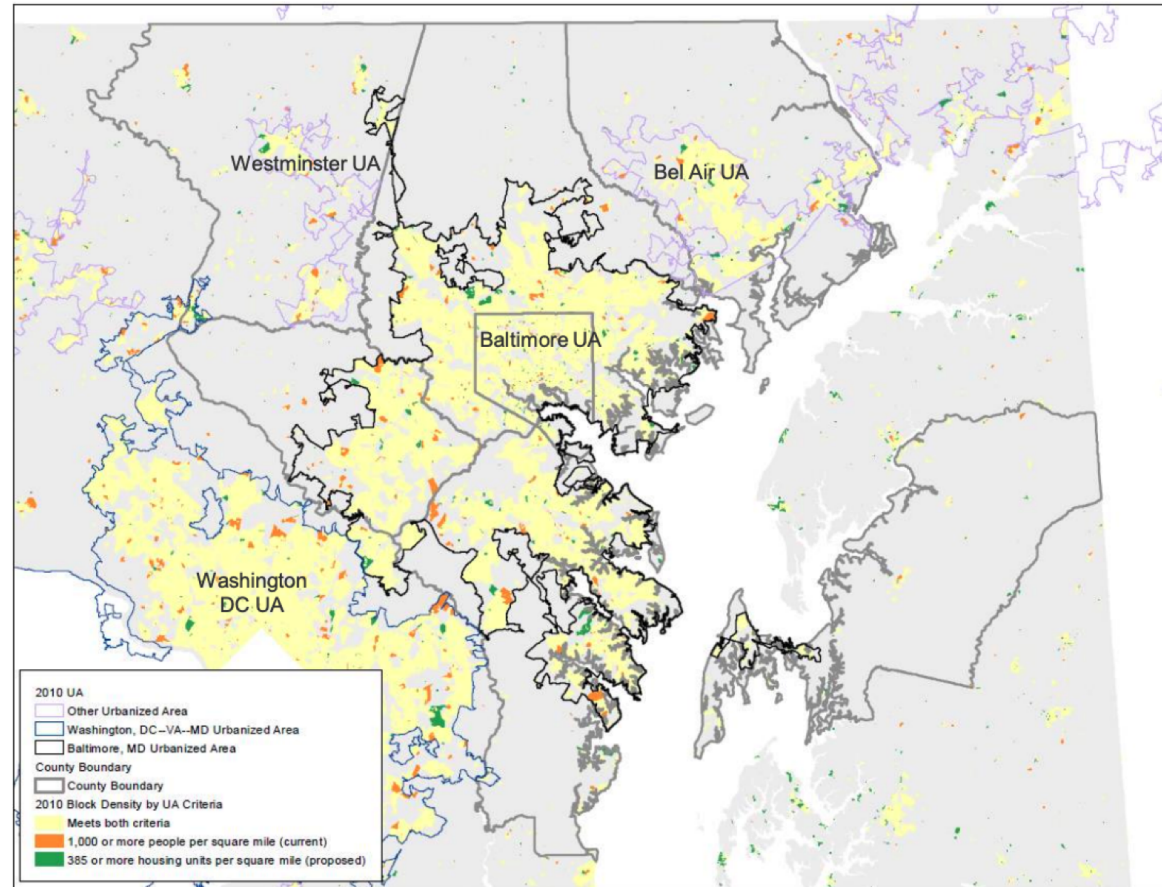 Westminster UA
Bel Air UA
Baltimore UA
Washington
DC UA
2010 UA
Other Urbanized Area
Washington, DC--VA--MD Urbanized Area
Baltimore, MD Urbanized Area
County Boundary
County Boundary
2010 Block Density by UA Criteria
Meets both criteria
1,000 or more people per square mile (current)
385 or more housing units per square mile (proposed)